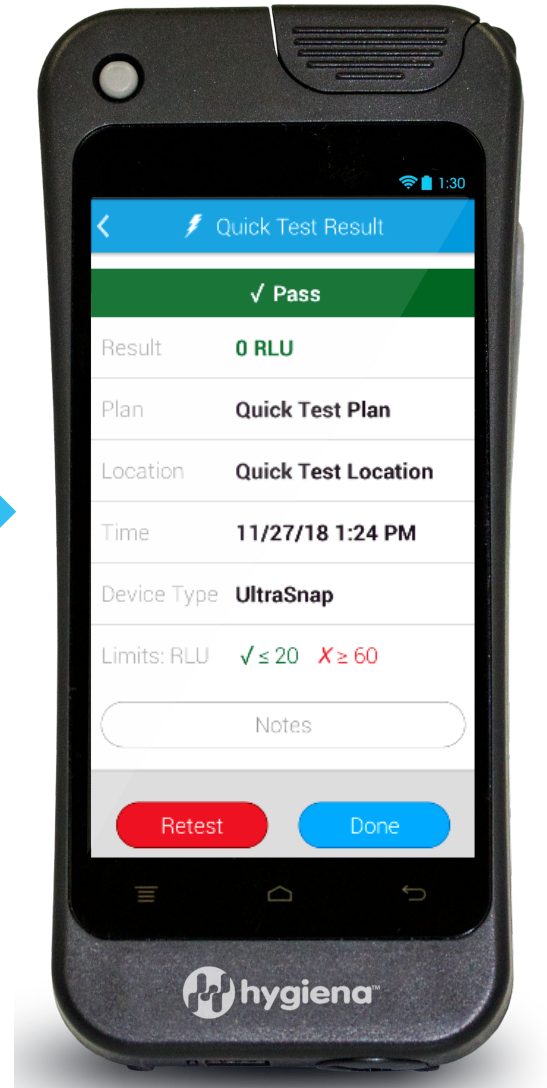 1:30
Quick Test Result
√ Pass
Result 0 RLU
Plan Quick Test Plan
Location Quick Test Location
Time 11/27/18 1:24 PM
Device Type UltraSnap
Limits: RLU √ ≤ 20 ✗ ≥ 60
Notes
Retest Done
hygiena™